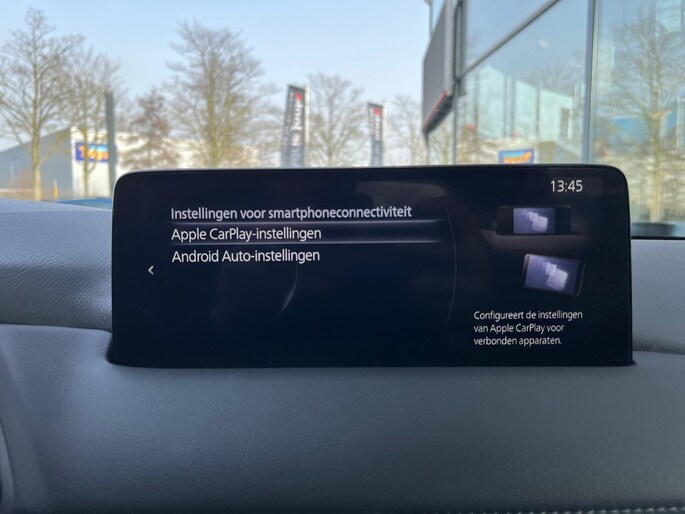 13:45
Instellingen voor smartphoneconnectiviteit
Apple CarPlay-instellingen
Android Auto-instellingen
Configureert de instellingen
van Apple CarPlay voor
verbonden apparaten.